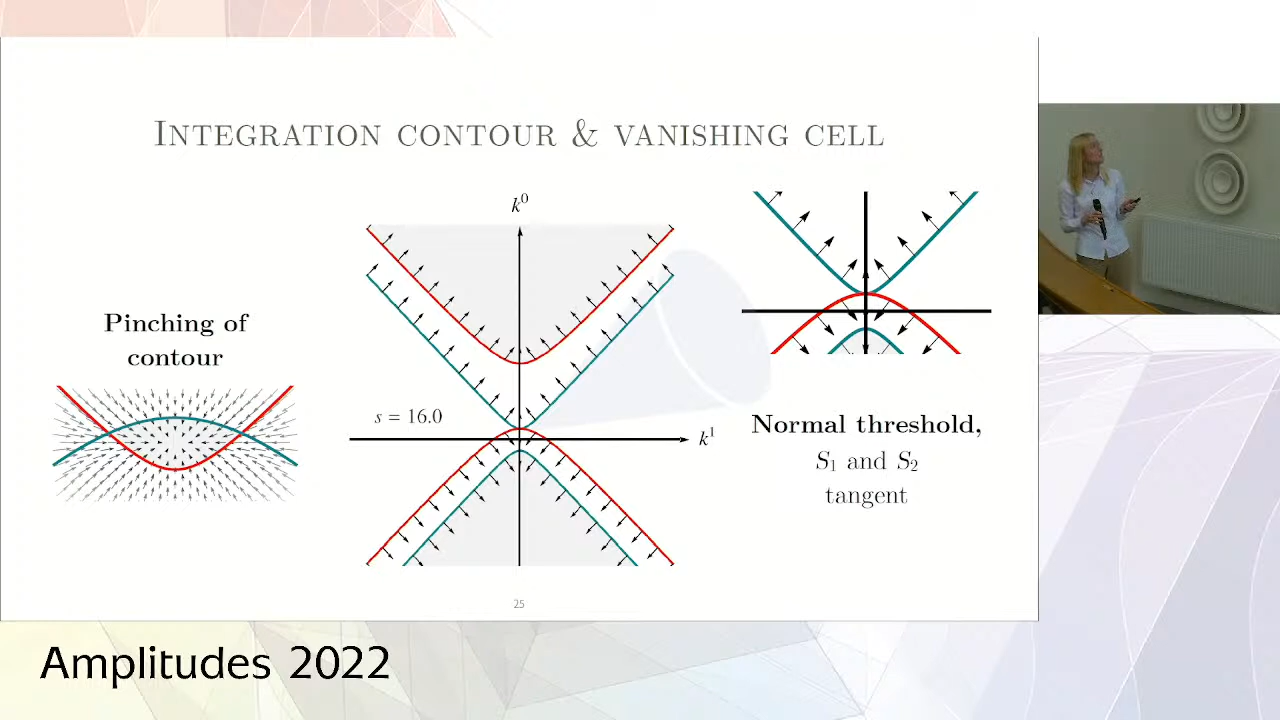 INTEGRATION CONTOUR & VANISHING CELL
Pinching of
contour
k⁰
s = 16.0
k¹
Normal threshold,
S₁ and S₂
tangent
25
Amplitudes 2022